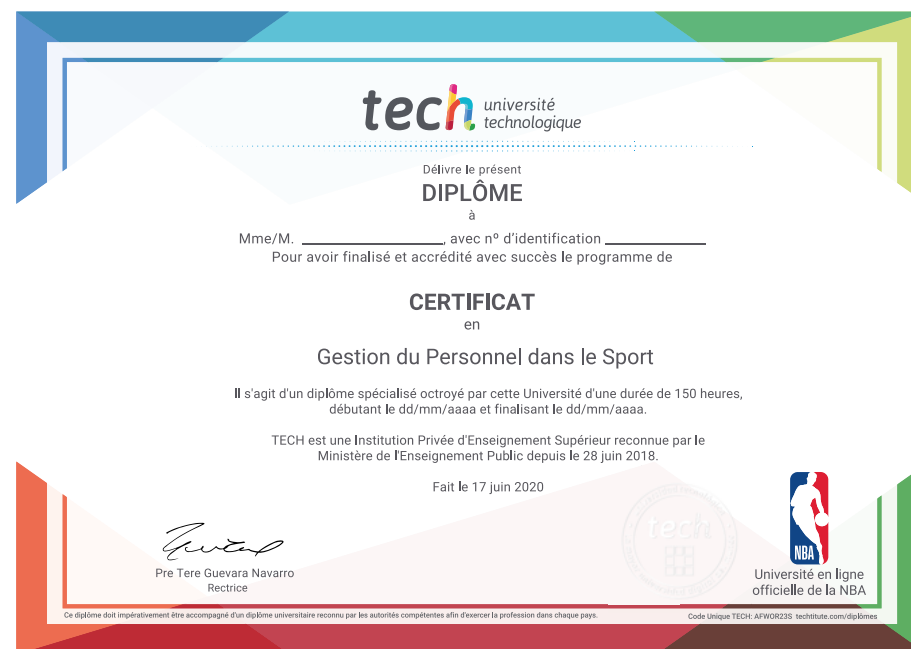 tech université
technologique
Délivre le présent
DIPLÔME
à
Mme/M. ____________________, avec nº d'identification ______________
Pour avoir finalisé et accrédité avec succès le programme de
CERTIFICAT
en
Gestion du Personnel dans le Sport
Il s'agit d'un diplôme spécialisé octroyé par cette Université d'une durée de 150 heures,
débutant le dd/mm/aaaa et finalisant le dd/mm/aaaa.
TECH est une Institution Privée d'Enseignement Supérieur reconnue par le
Ministère de l'Enseignement Public depuis le 28 juin 2018.
Fait le 17 juin 2020
tech
NBA
Pre Tere Guevara Navarro
Rectrice
Université en ligne
officielle de la NBA
Ce diplôme doit impérativement être accompagné d'un diplôme universitaire reconnu par les autorités compétentes afin d'exercer la profession dans chaque pays.
Code Unique TECH: AFWOR23S techtitute.com/diplômes